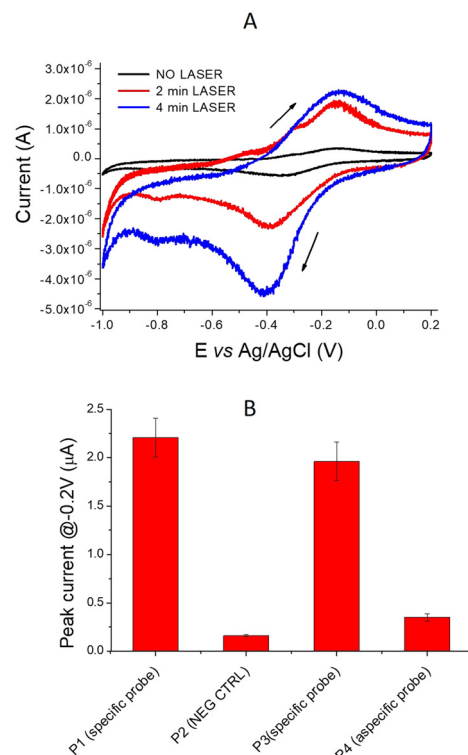 A
NO LASER
2 min LASER
4 min LASER
3.0x10⁻⁶
2.0x10⁻⁶
1.0x10⁻⁶
0.0
-1.0x10⁻⁶
-2.0x10⁻⁶
-3.0x10⁻⁶
-4.0x10⁻⁶
-5.0x10⁻⁶
Current (A)
-1.0 -0.8 -0.6 -0.4 -0.2 0.0 0.2
E vs Ag/AgCl (V)
B
2.5
2.0
1.5
1.0
0.5
0.0
Peak current @-0.2V (μA)
P1 (specific probe)
P2 (NEG CTRL)
P3(specific probe)
P4 (aspecific probe)